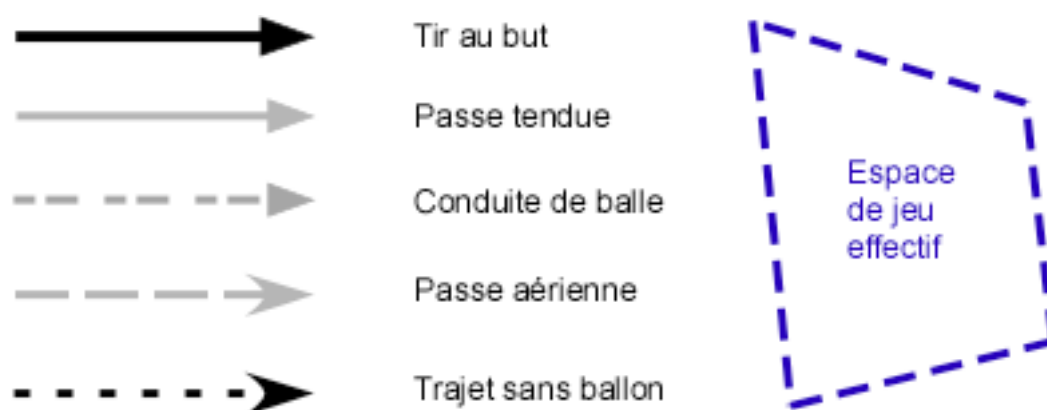 Tir au but
Passe tendue
Conduite de balle
Passe aérienne
Trajet sans ballon
Espace
de jeu
effectif